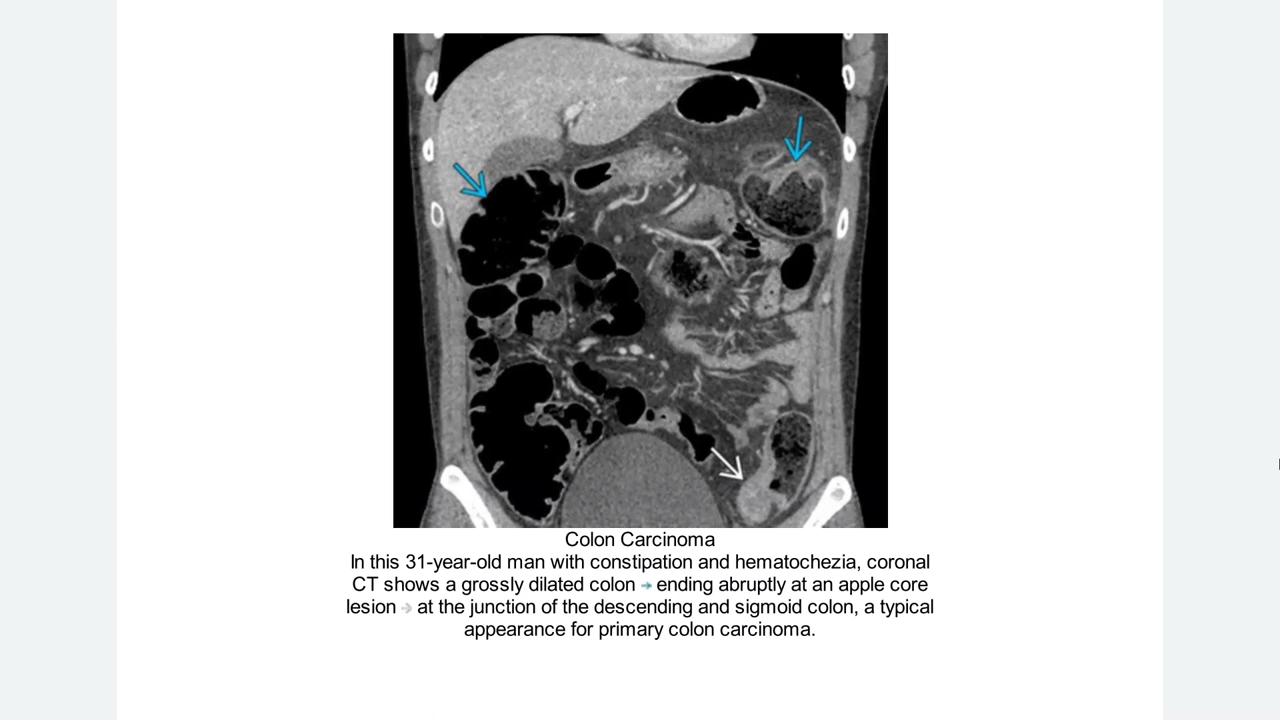 Colon Carcinoma
In this 31-year-old man with constipation and hematochezia, coronal
CT shows a grossly dilated colon → ending abruptly at an apple core
lesion → at the junction of the descending and sigmoid colon, a typical
appearance for primary colon carcinoma.